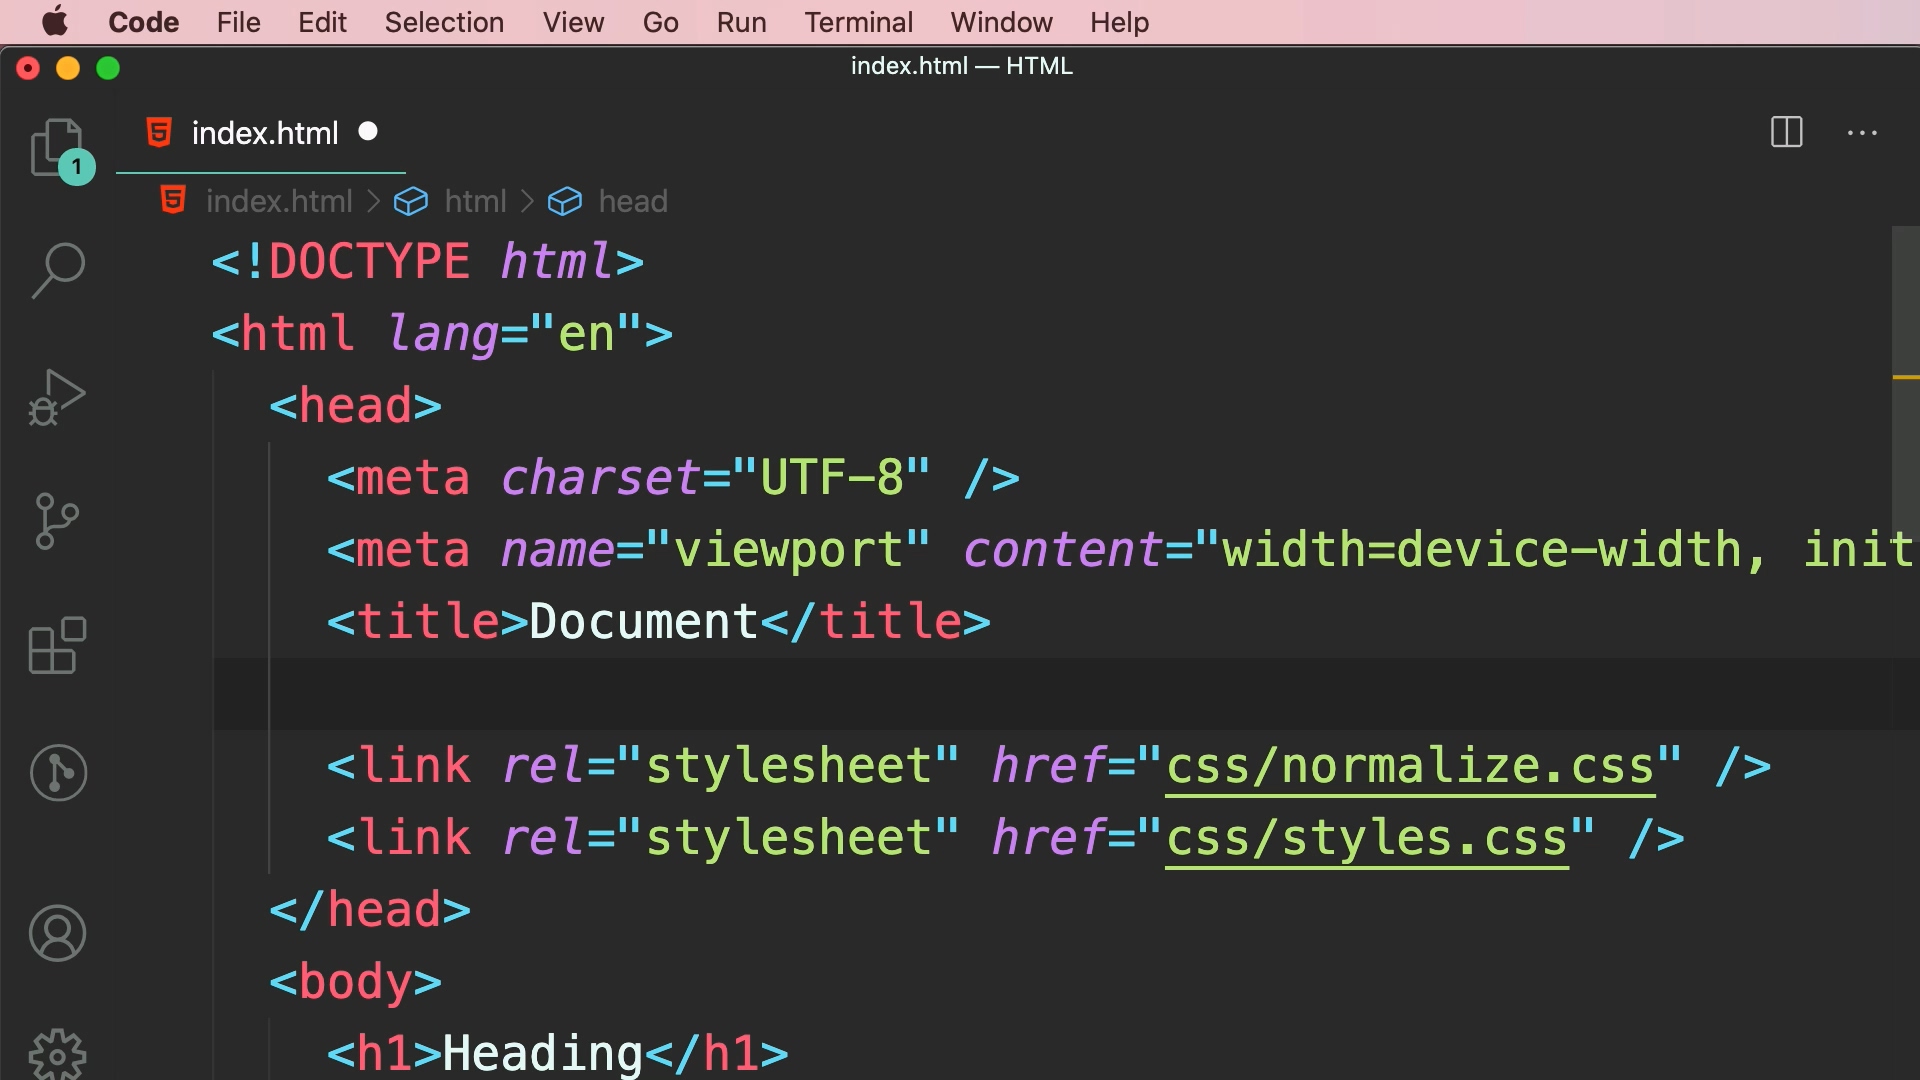 Code File Edit Selection View Go Run Terminal Window Help
index.html — HTML
index.html
1
index.html > html > head
<!DOCTYPE html>
<html lang="en">
<head>
<meta charset="UTF-8" />
<meta name="viewport" content="width=device-width, init
<title>Document</title>
<link rel="stylesheet" href="css/normalize.css" />
<link rel="stylesheet" href="css/styles.css" />
</head>
<body>
<h1>Heading</h1>